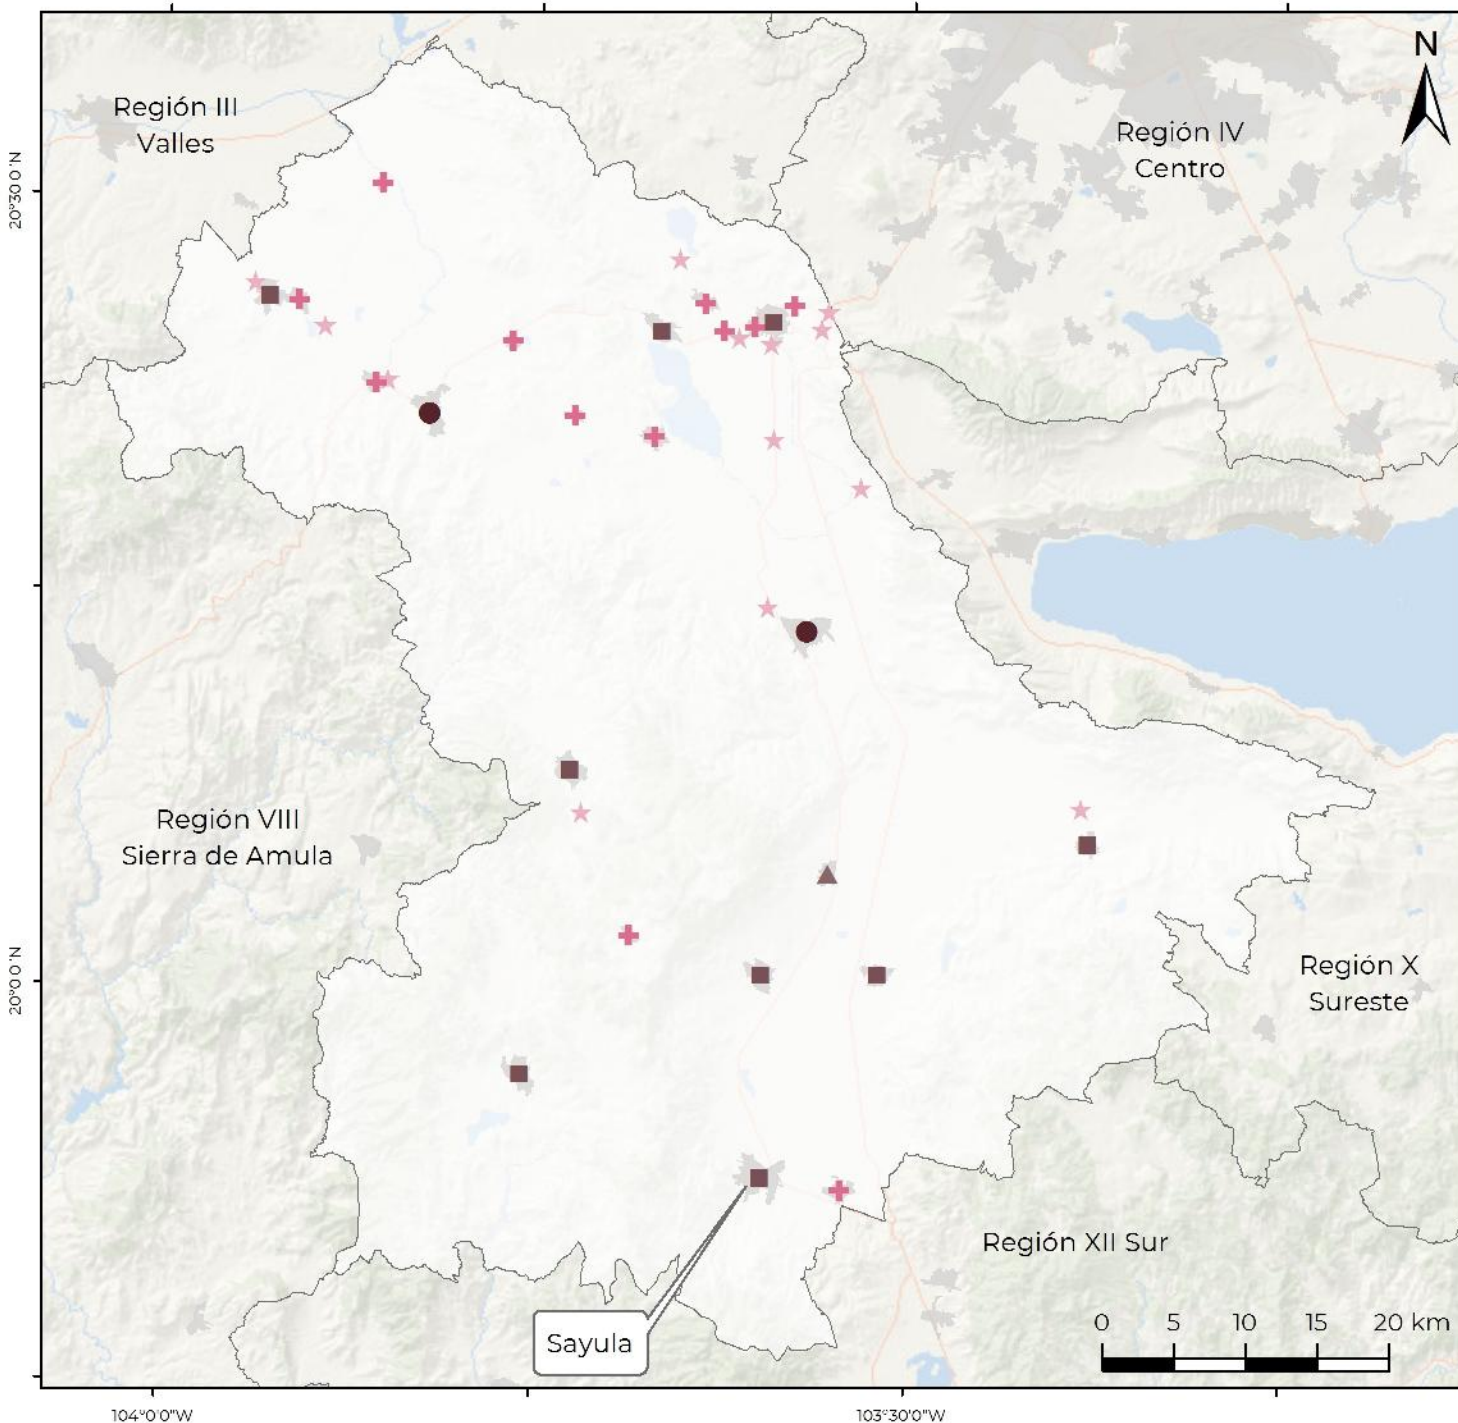 N
Región III
Valles
Región IV
Centro
20°30'0"N
Región VIII
Sierra de Amula
20°0'0"N
Región X
Sureste
Región XII Sur
Sayula
0 5 10 15 20 km
104°0'0"W
103°30'0"W